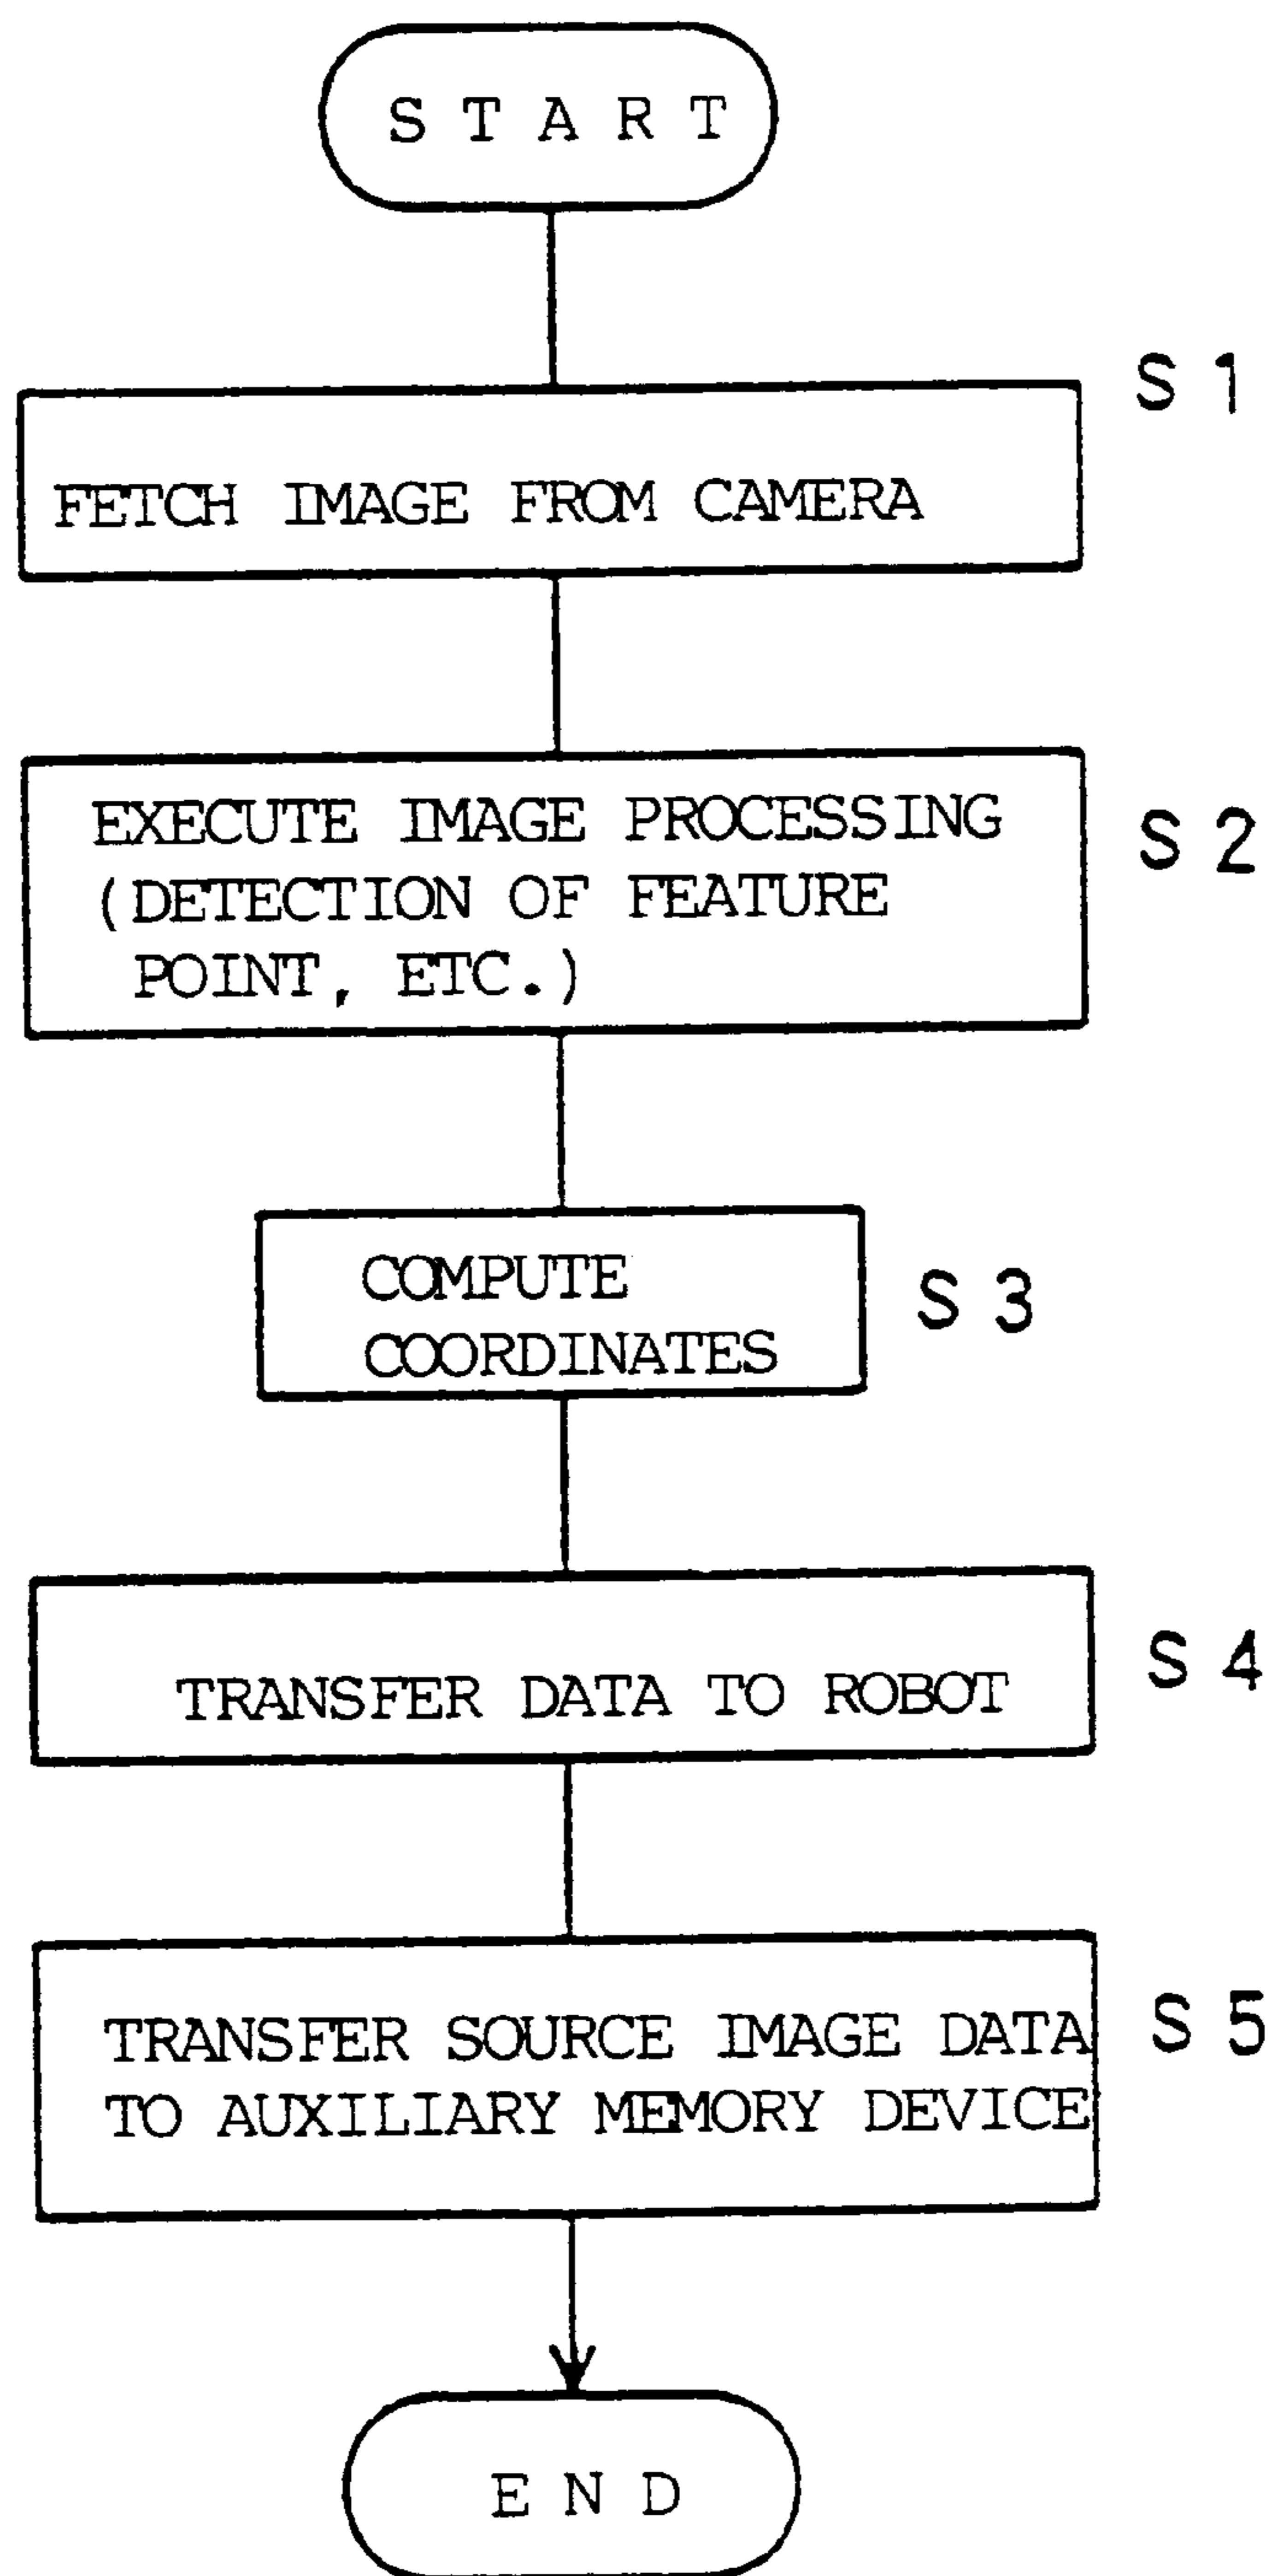 START
S1
FETCH IMAGE FROM CAMERA
EXECUTE IMAGE PROCESSING
(DETECTION OF FEATURE
POINT, ETC.)
S2
COMPUTE
COORDINATES
S3
TRANSFER DATA TO ROBOT
S4
TRANSFER SOURCE IMAGE DATA
TO AUXILIARY MEMORY DEVICE
S5
END